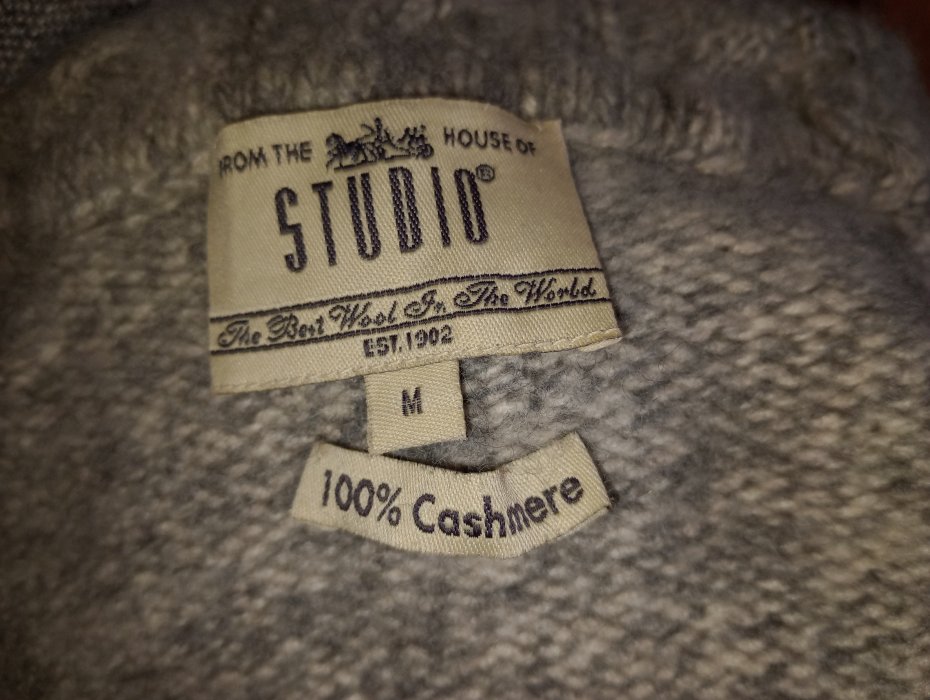 FROM THE HOUSE OF
STUDIO®
The Best Wool In The World
EST.1902
M
100% Cashmere